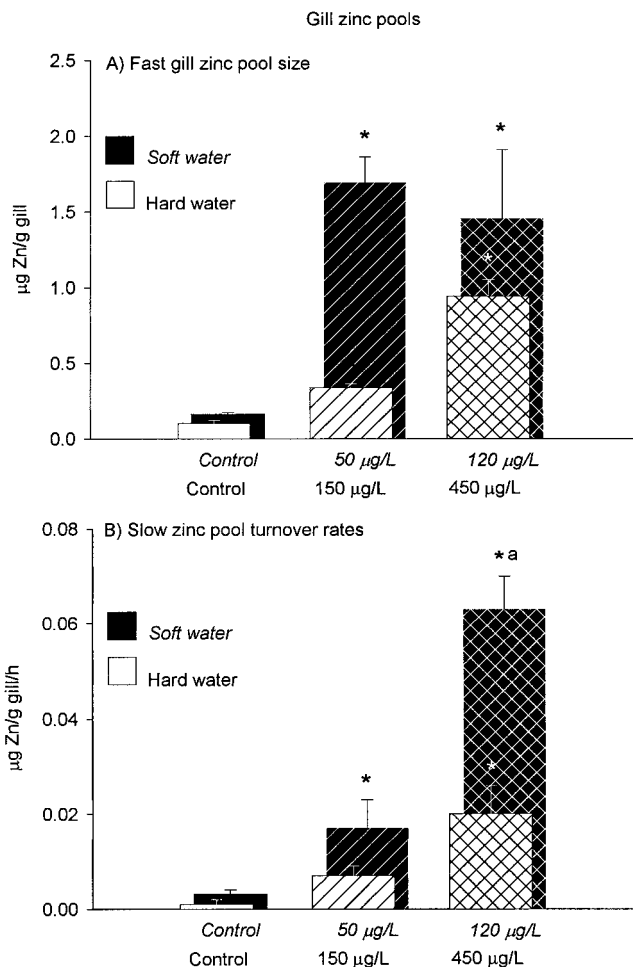 Gill zinc pools
A) Fast gill zinc pool size
Soft water
Hard water
µg Zn/g gill
2.5
2.0
1.5
1.0
0.5
0.0
* *
*
Control 50 µg/L 120 µg/L
Control 150 µg/L 450 µg/L
B) Slow zinc pool turnover rates
Soft water
Hard water
µg Zn/g gill/h
0.08
0.06
0.04
0.02
0.00
* a
*
*
Control 50 µg/L 120 µg/L
Control 150 µg/L 450 µg/L